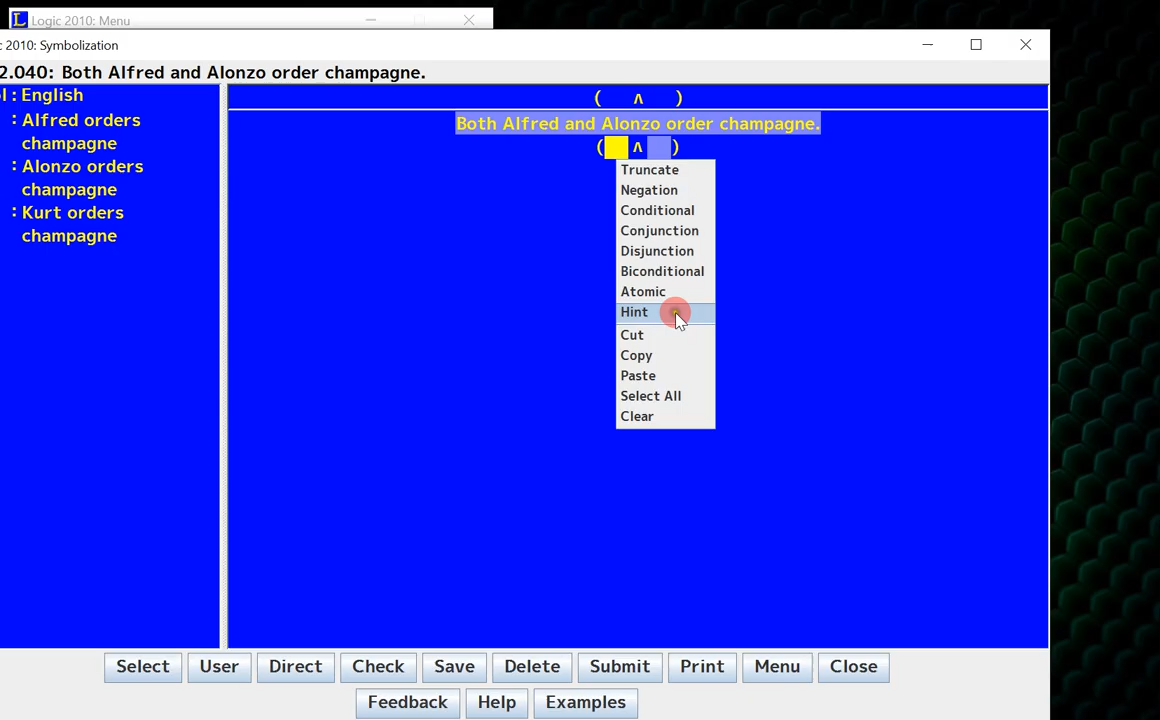 L Logic 2010: Menu
2010: Symbolization
2.040: Both Alfred and Alonzo order champagne.
: English
: Alfred orders
champagne
: Alonzo orders
champagne
: Kurt orders
champagne
( ∧ )
Both Alfred and Alonzo order champagne.
( ∧ )
Truncate
Negation
Conditional
Conjunction
Disjunction
Biconditional
Atomic
Hint
Cut
Copy
Paste
Select All
Clear
Select User Direct Check Save Delete Submit Print Menu Close
Feedback Help Examples